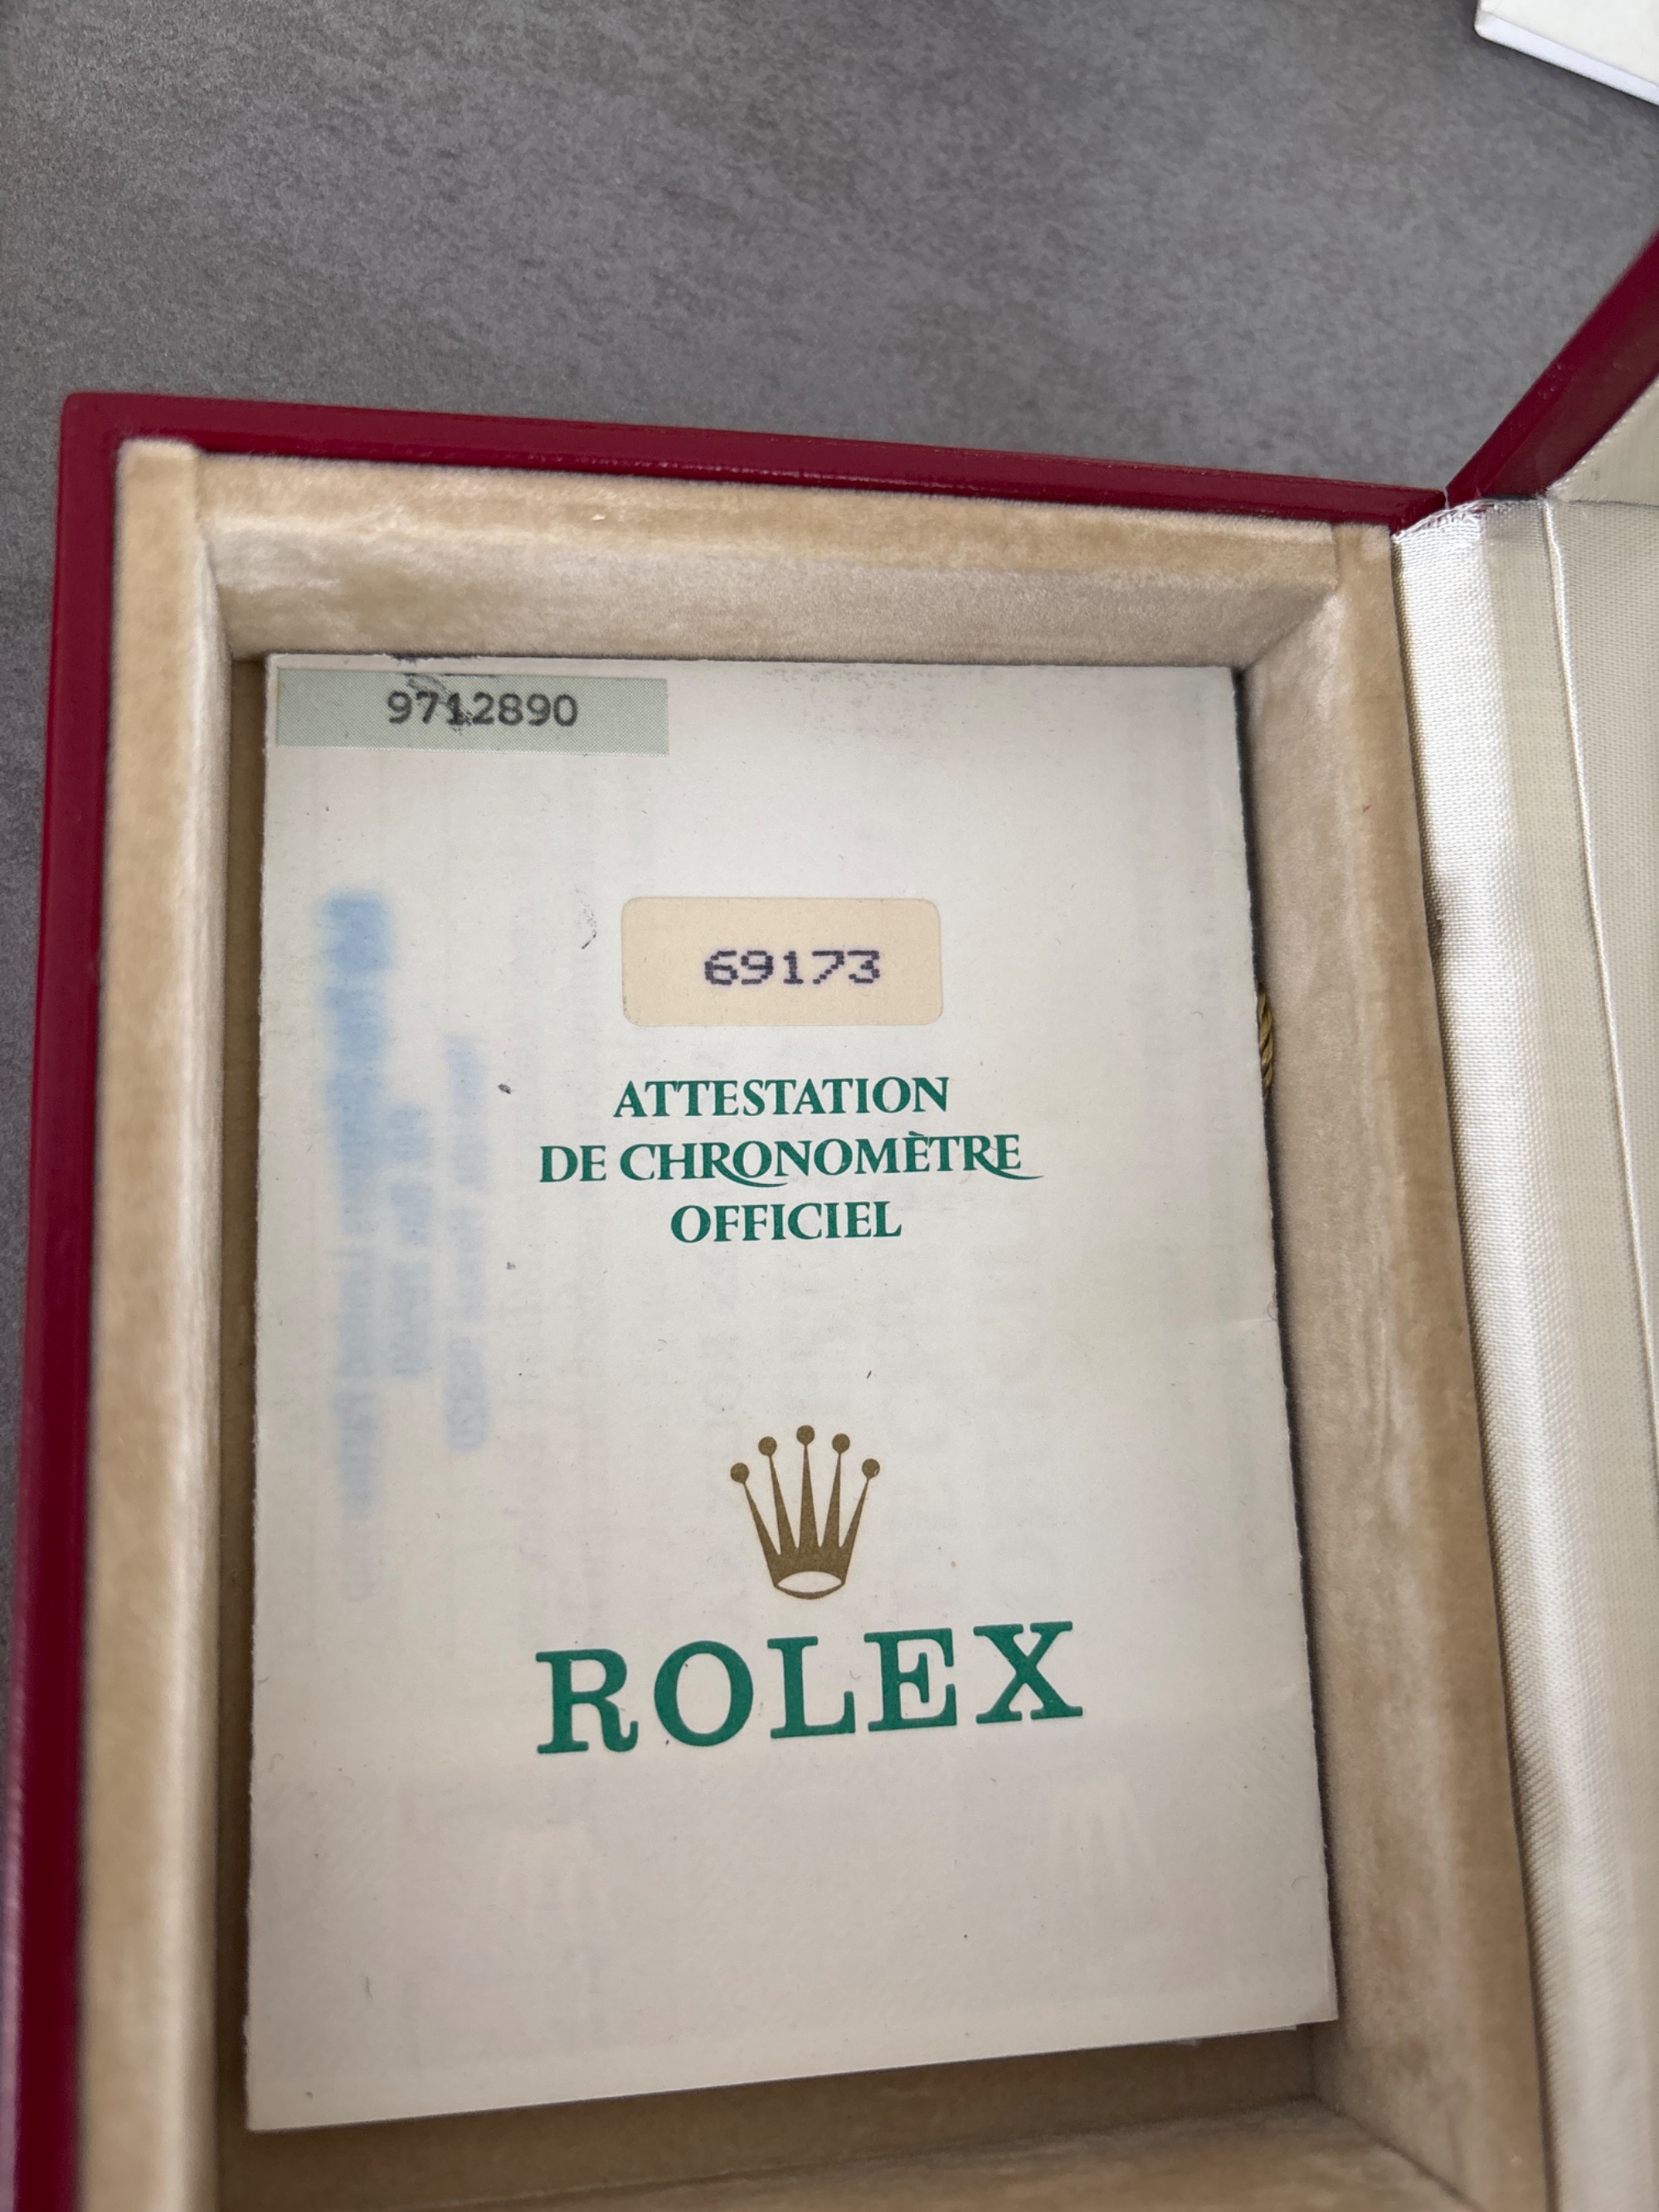 9712890
69173
ATTESTATION
DE CHRONOMÈTRE
OFFICIEL
ROLEX